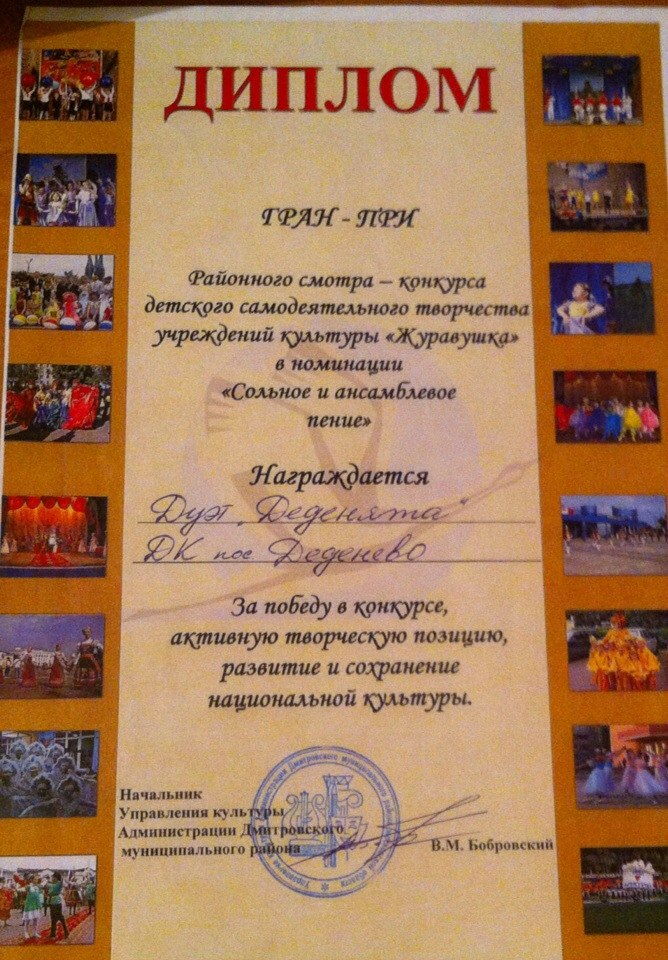 ДИПЛОМ
ГРАН - ПРИ
Районного смотра – конкурса
детского самодеятельного творчества
учреждений культуры «Журавушка»
в номинации
«Сольное и ансамблевое
пение»
Награждается
Дуэт „Деденята"
ДК пос Деденево
За победу в конкурсе,
активную творческую позицию,
развитие и сохранение
национальной культуры.
Начальник
Управления культуры
Администрации Дмитровского
муниципального района
В.М. Бобровский